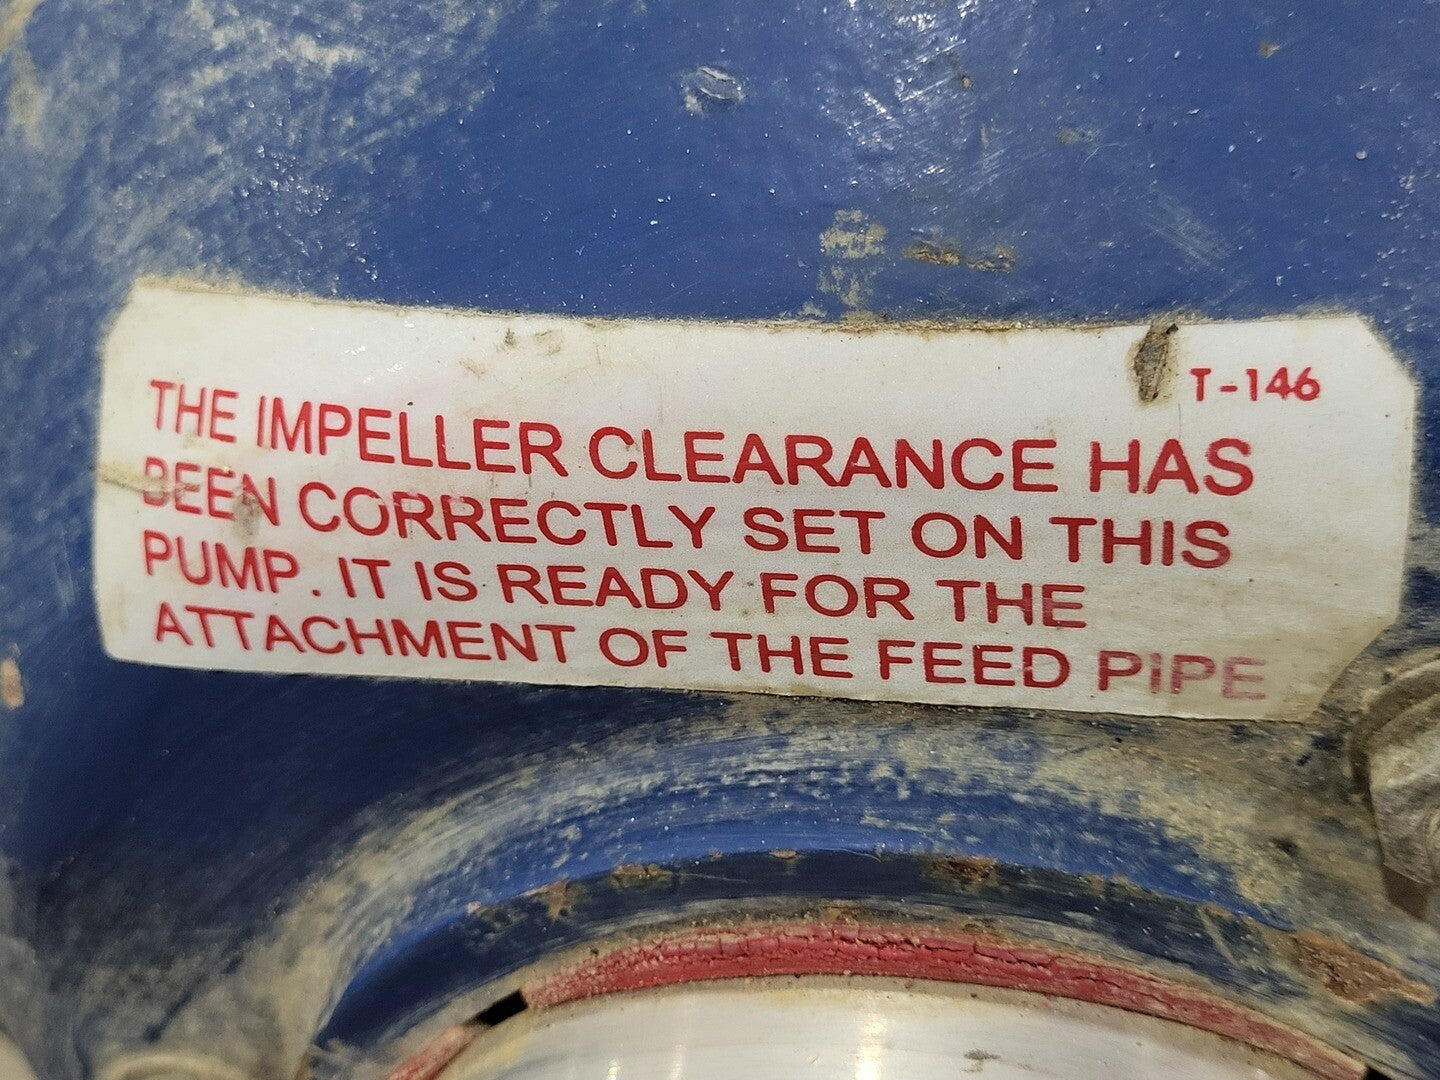 T-146
THE IMPELLER CLEARANCE HAS
BEEN CORRECTLY SET ON THIS
PUMP. IT IS READY FOR THE
ATTACHMENT OF THE FEED PIPE